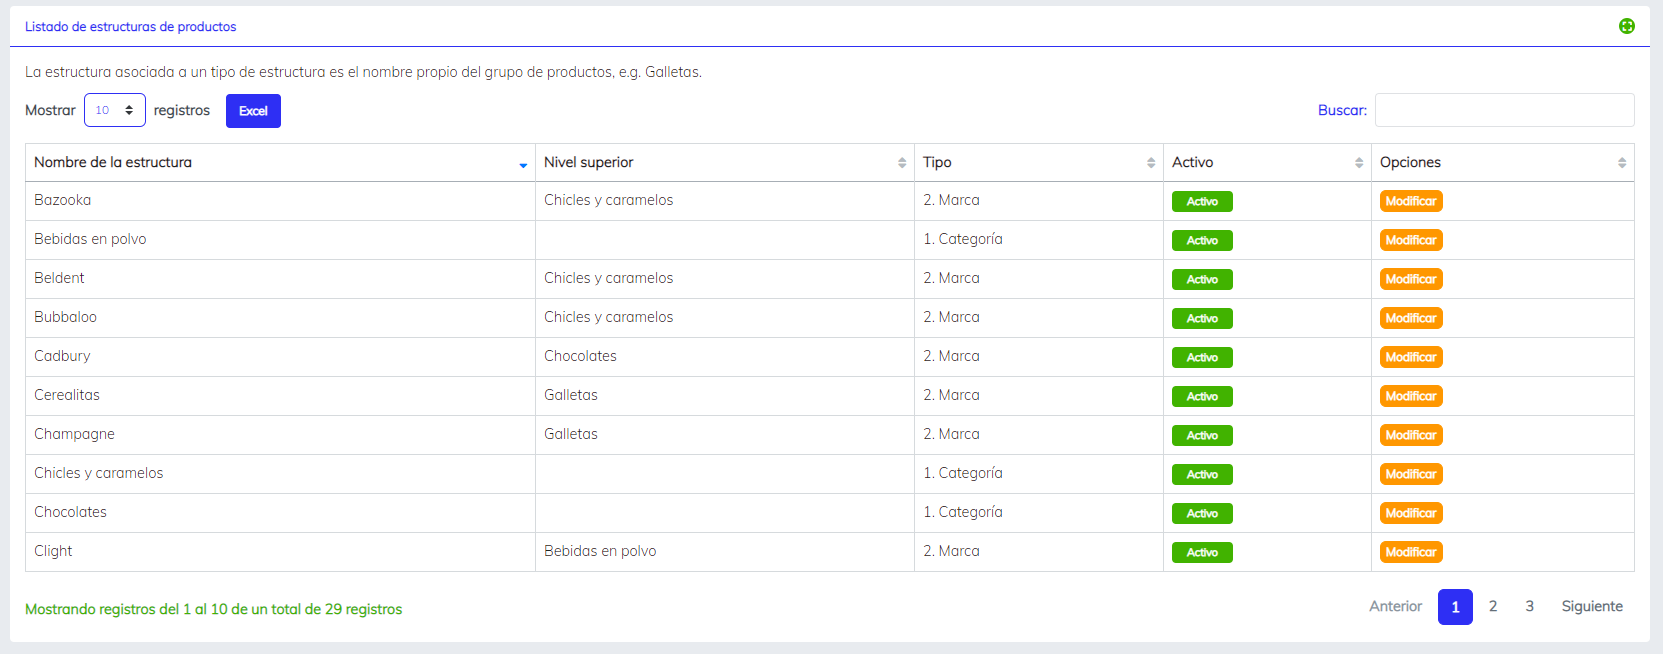 Listado de estructuras de productos
La estructura asociada a un tipo de estructura es el nombre propio del grupo de productos, e.g. Galletas.
Mostrar 10 registros Excel Buscar:
Nombre de la estructura Nivel superior Tipo Activo Opciones
Bazooka Chicles y caramelos 2. Marca Activo Modificar
Bebidas en polvo 1. Categoría Activo Modificar
Beldent Chicles y caramelos 2. Marca Activo Modificar
Bubbaloo Chicles y caramelos 2. Marca Activo Modificar
Cadbury Chocolates 2. Marca Activo Modificar
Cerealitas Galletas 2. Marca Activo Modificar
Champagne Galletas 2. Marca Activo Modificar
Chicles y caramelos 1. Categoría Activo Modificar
Chocolates 1. Categoría Activo Modificar
Clight Bebidas en polvo 2. Marca Activo Modificar
Mostrando registros del 1 al 10 de un total de 29 registros Anterior 1 2 3 Siguiente